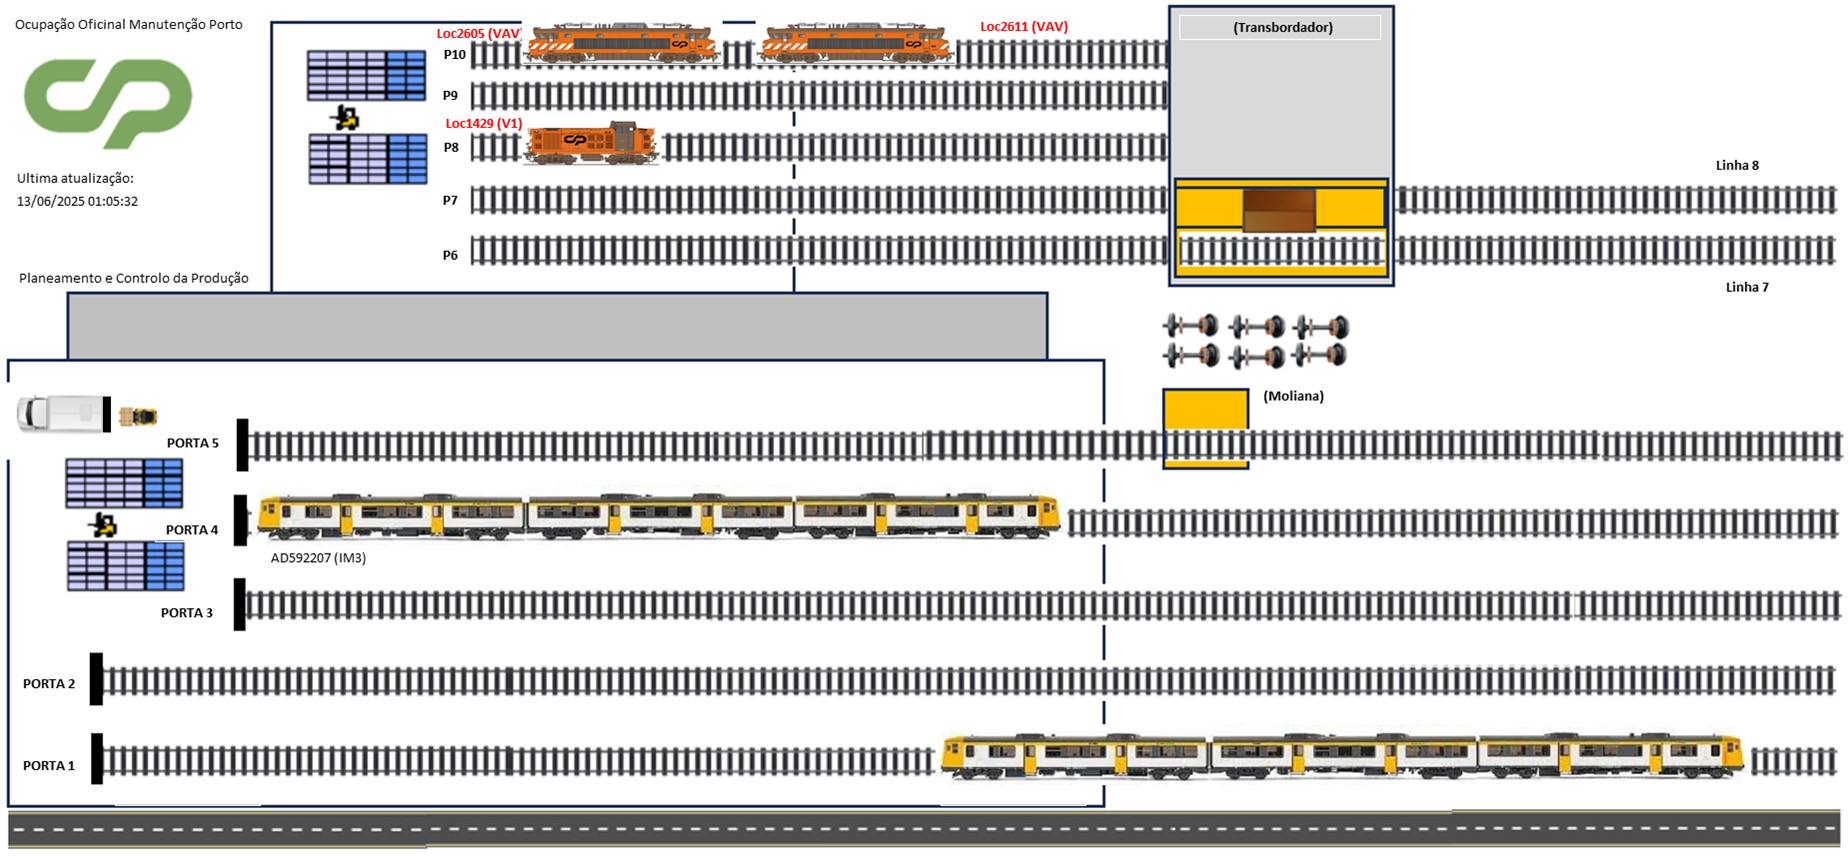 Ocupação Oficinal Manutenção Porto
Loc2605 (VAV)
Loc2611 (VAV)
(Transbordador)
P10
P9
Loc1429 (V1)
P8
Ultima atualização:
13/06/2025 01:05:32
Linha 8
P7
P6
Planeamento e Controlo da Produção
Linha 7
(Moliana)
PORTA 5
PORTA 4
AD592207 (IM3)
PORTA 3
PORTA 2
PORTA 1